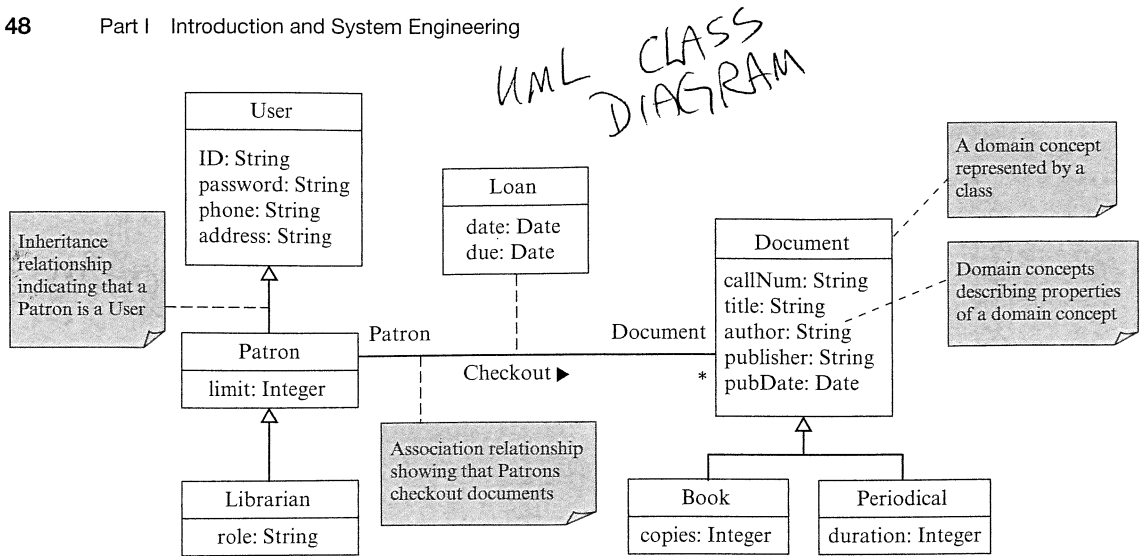 48 Part I Introduction and System Engineering
UML CLASS
DIAGRAM
User
ID: String
password: String
phone: String
address: String
Inheritance
relationship
indicating that a
Patron is a User
Loan
date: Date
due: Date
A domain concept
represented by a
class
Document
callNum: String
title: String
author: String
publisher: String
pubDate: Date
Domain concepts
describing properties
of a domain concept
Patron
limit: Integer
Patron
Document
Checkout ▶
*
Association relationship
showing that Patrons
checkout documents
Librarian
role: String
Book
copies: Integer
Periodical
duration: Integer